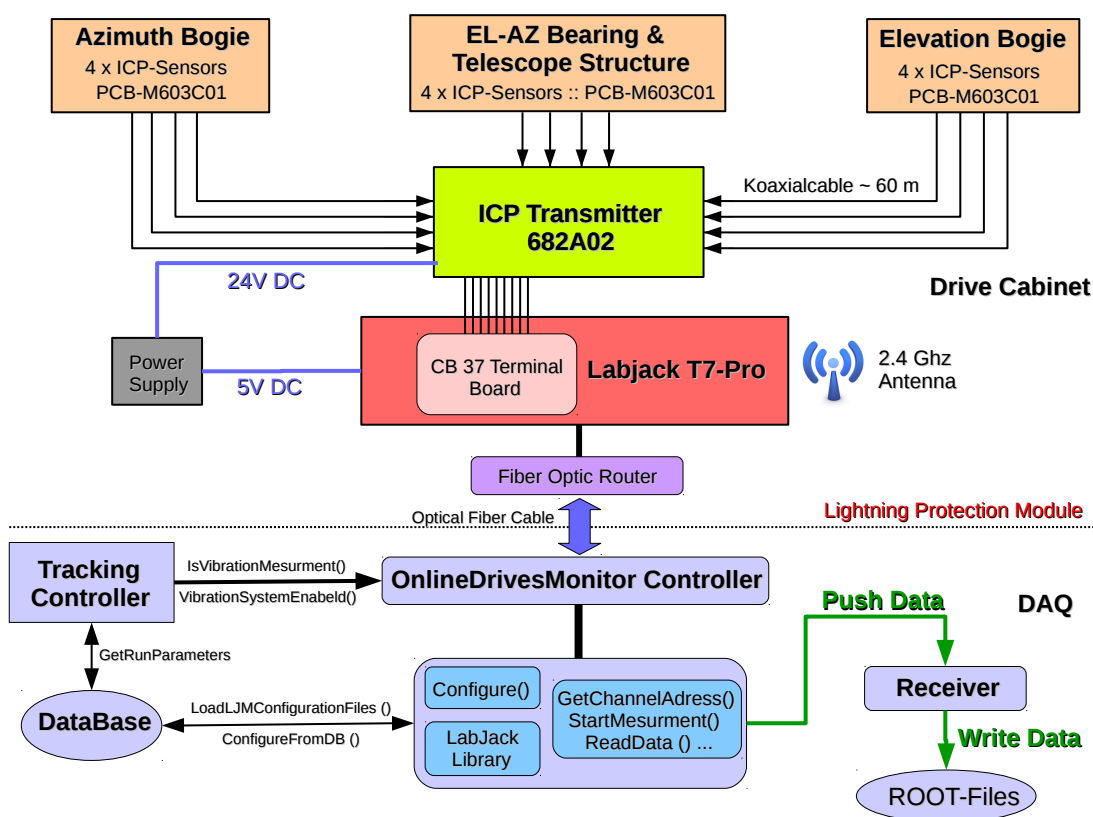 Azimuth Bogie
4 x ICP-Sensors
PCB-M603C01
EL-AZ Bearing &
Telescope Structure
4 x ICP-Sensors :: PCB-M603C01
Elevation Bogie
4 x ICP-Sensors
PCB-M603C01
Koaxialcable ~ 60 m
ICP Transmitter
682A02
24V DC
Drive Cabinet
Power
Supply
5V DC
CB 37 Terminal
Board
Labjack T7-Pro
2.4 Ghz
Antenna
Fiber Optic Router
Optical Fiber Cable
Lightning Protection Module
Tracking
Controller
IsVibrationMesurment()
VibrationSystemEnabeld()
OnlineDrivesMonitor Controller
Push Data
DAQ
GetRunParameters
DataBase
LoadLJMConfigurationFiles ()
ConfigureFromDB ()
Configure()
LabJack
Library
GetChannelAdress()
StartMesurment()
ReadData () ...
Receiver
Write Data
ROOT-Files